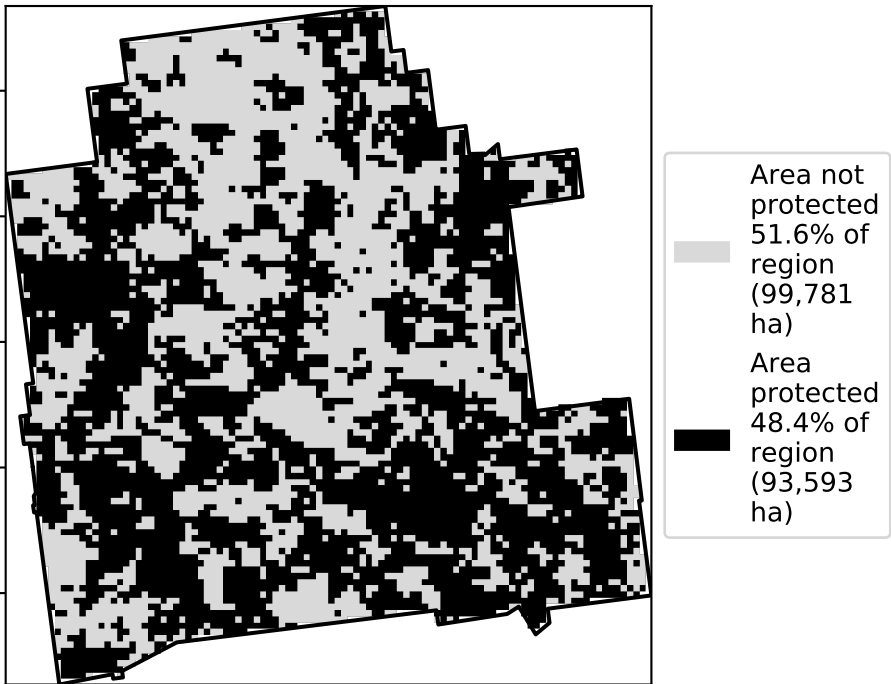 Area not
protected
51.6% of
region
(99,781
ha)
Area
protected
48.4% of
region
(93,593
ha)